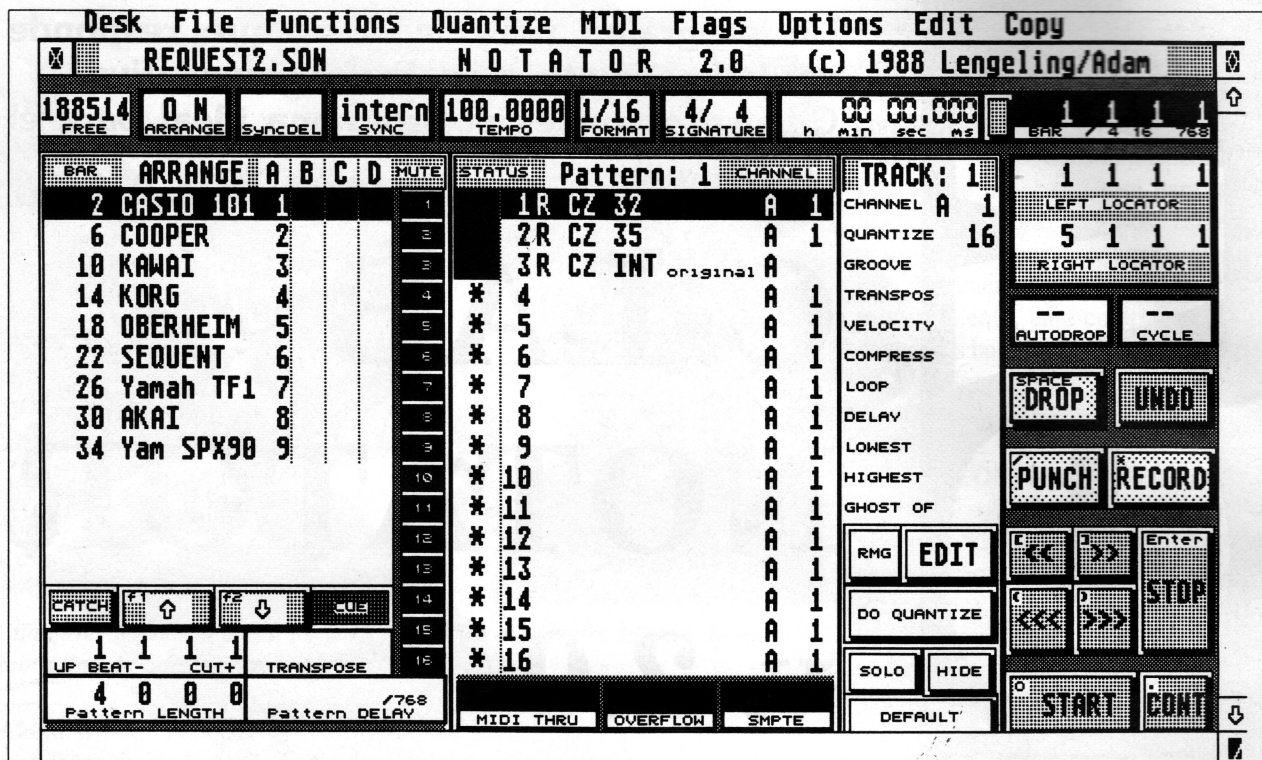 Desk File Functions Quantize MIDI Flags Options Edit Copy
REQUEST2.SON N O T A T O R 2.0 (c) 1988 Lengeling/Adam
188514 O N intern 100.0000 1/16 4/ 4 00 00.000 1 1 1 1
FREE ARRANGE SyncDEL SYNC TEMPO FORMAT SIGNATURE h min sec ms BAR / 4 16 768
BAR ARRANGE A B C D MUTE
2 CASIO 101 1 1
6 COOPER 2 2
10 KAWAI 3 3
14 KORG 4 4
18 OBERHEIM 5 5
22 SEQUENT 6 6
26 Yamah TF1 7 7
30 AKAI 8 8
34 Yam SPX90 9 9
10
11
12
13
14
15
16
CATCH f1 f2 CUE
1 1 1 1
UP BEAT- CUT+ TRANSPOSE
4 0 0 0 /768
Pattern LENGTH Pattern DELAY
STATUS Pattern: 1 CHANNEL
1 R CZ 32 A 1
2 R CZ 35 A 1
3 R CZ INT original A
* 4 A 1
* 5 A 1
* 6 A 1
* 7 A 1
* 8 A 1
* 9 A 1
* 10 A 1
* 11 A 1
* 12 A 1
* 13 A 1
* 14 A 1
* 15 A 1
* 16 A 1
MIDI THRU OVERFLOW SMPTE
TRACK: 1
CHANNEL A 1
QUANTIZE 16
GROOVE
TRANSPOS
VELOCITY
COMPRESS
LOOP
DELAY
LOWEST
HIGHEST
GHOST OF
RMG EDIT
DO QUANTIZE
SOLO HIDE
DEFAULT
1 1 1 1
LEFT LOCATOR
5 1 1 1
RIGHT LOCATOR
-- --
AUTODROP CYCLE
SPACE
DROP UNDO
/ *
PUNCH RECORD
[ ] Enter
<< >>
STOP
( )
<<< >>>
0 .
START CONT